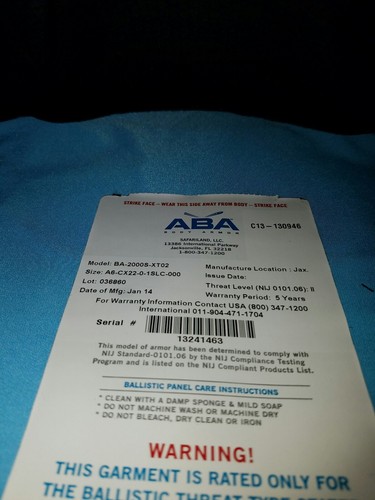 STRIKE FACE - WEAR THIS SIDE AWAY FROM BODY - STRIKE FACE
ABA
BODY ARMOR
C13-130946
SAFARILAND, LLC.
13386 International Parkway
Jacksonville, FL 32218
1-800-347-1200
Model: BA-2000S-XT02
Manufacture Location: Jax.
Size: A6-CX22-0-1SLC-000
Issue Date:
Lot: 036860
Threat Level (NIJ 0101.06): II
Date of Mfg: Jan 14
Warranty Period: 5 Years
For Warranty Information Contact USA (800) 347-1200
International 011-904-471-1704
Serial #
13241463
This model of armor has been determined to comply with
NIJ Standard-0101.06 by the NIJ Compliance Testing
Program and is listed on the NIJ Compliant Products List.
BALLISTIC PANEL CARE INSTRUCTIONS
* CLEAN WITH A DAMP SPONGE & MILD SOAP
* DO NOT MACHINE WASH OR MACHINE DRY
* DO NOT BLEACH, DRY CLEAN OR IRON
WARNING!
THIS GARMENT IS RATED ONLY FOR
THE BALLISTIC THREAT TYPE